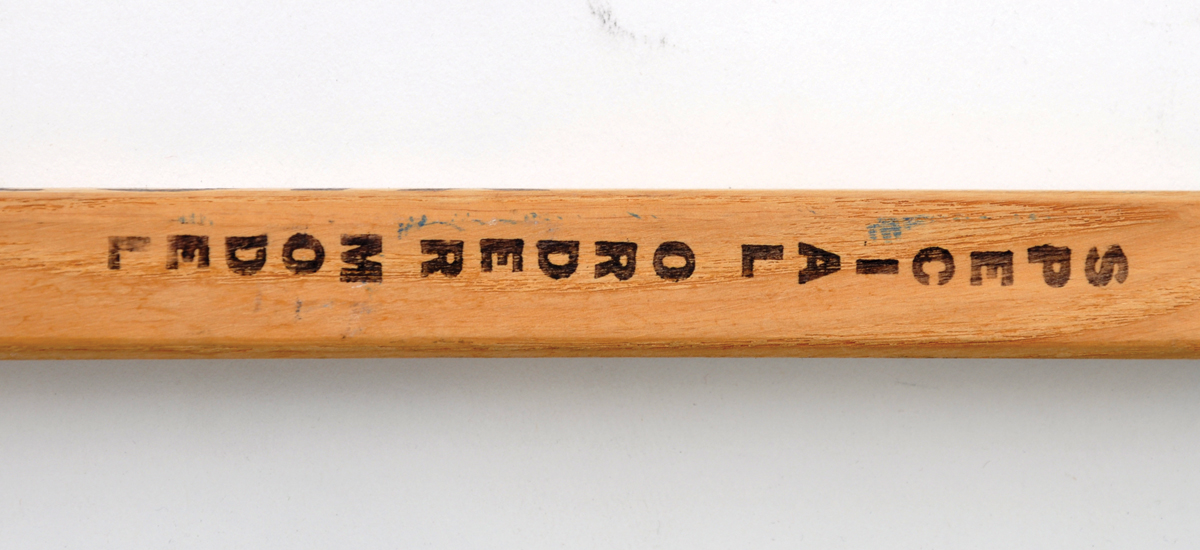 SPECIAL ORDER MODEL